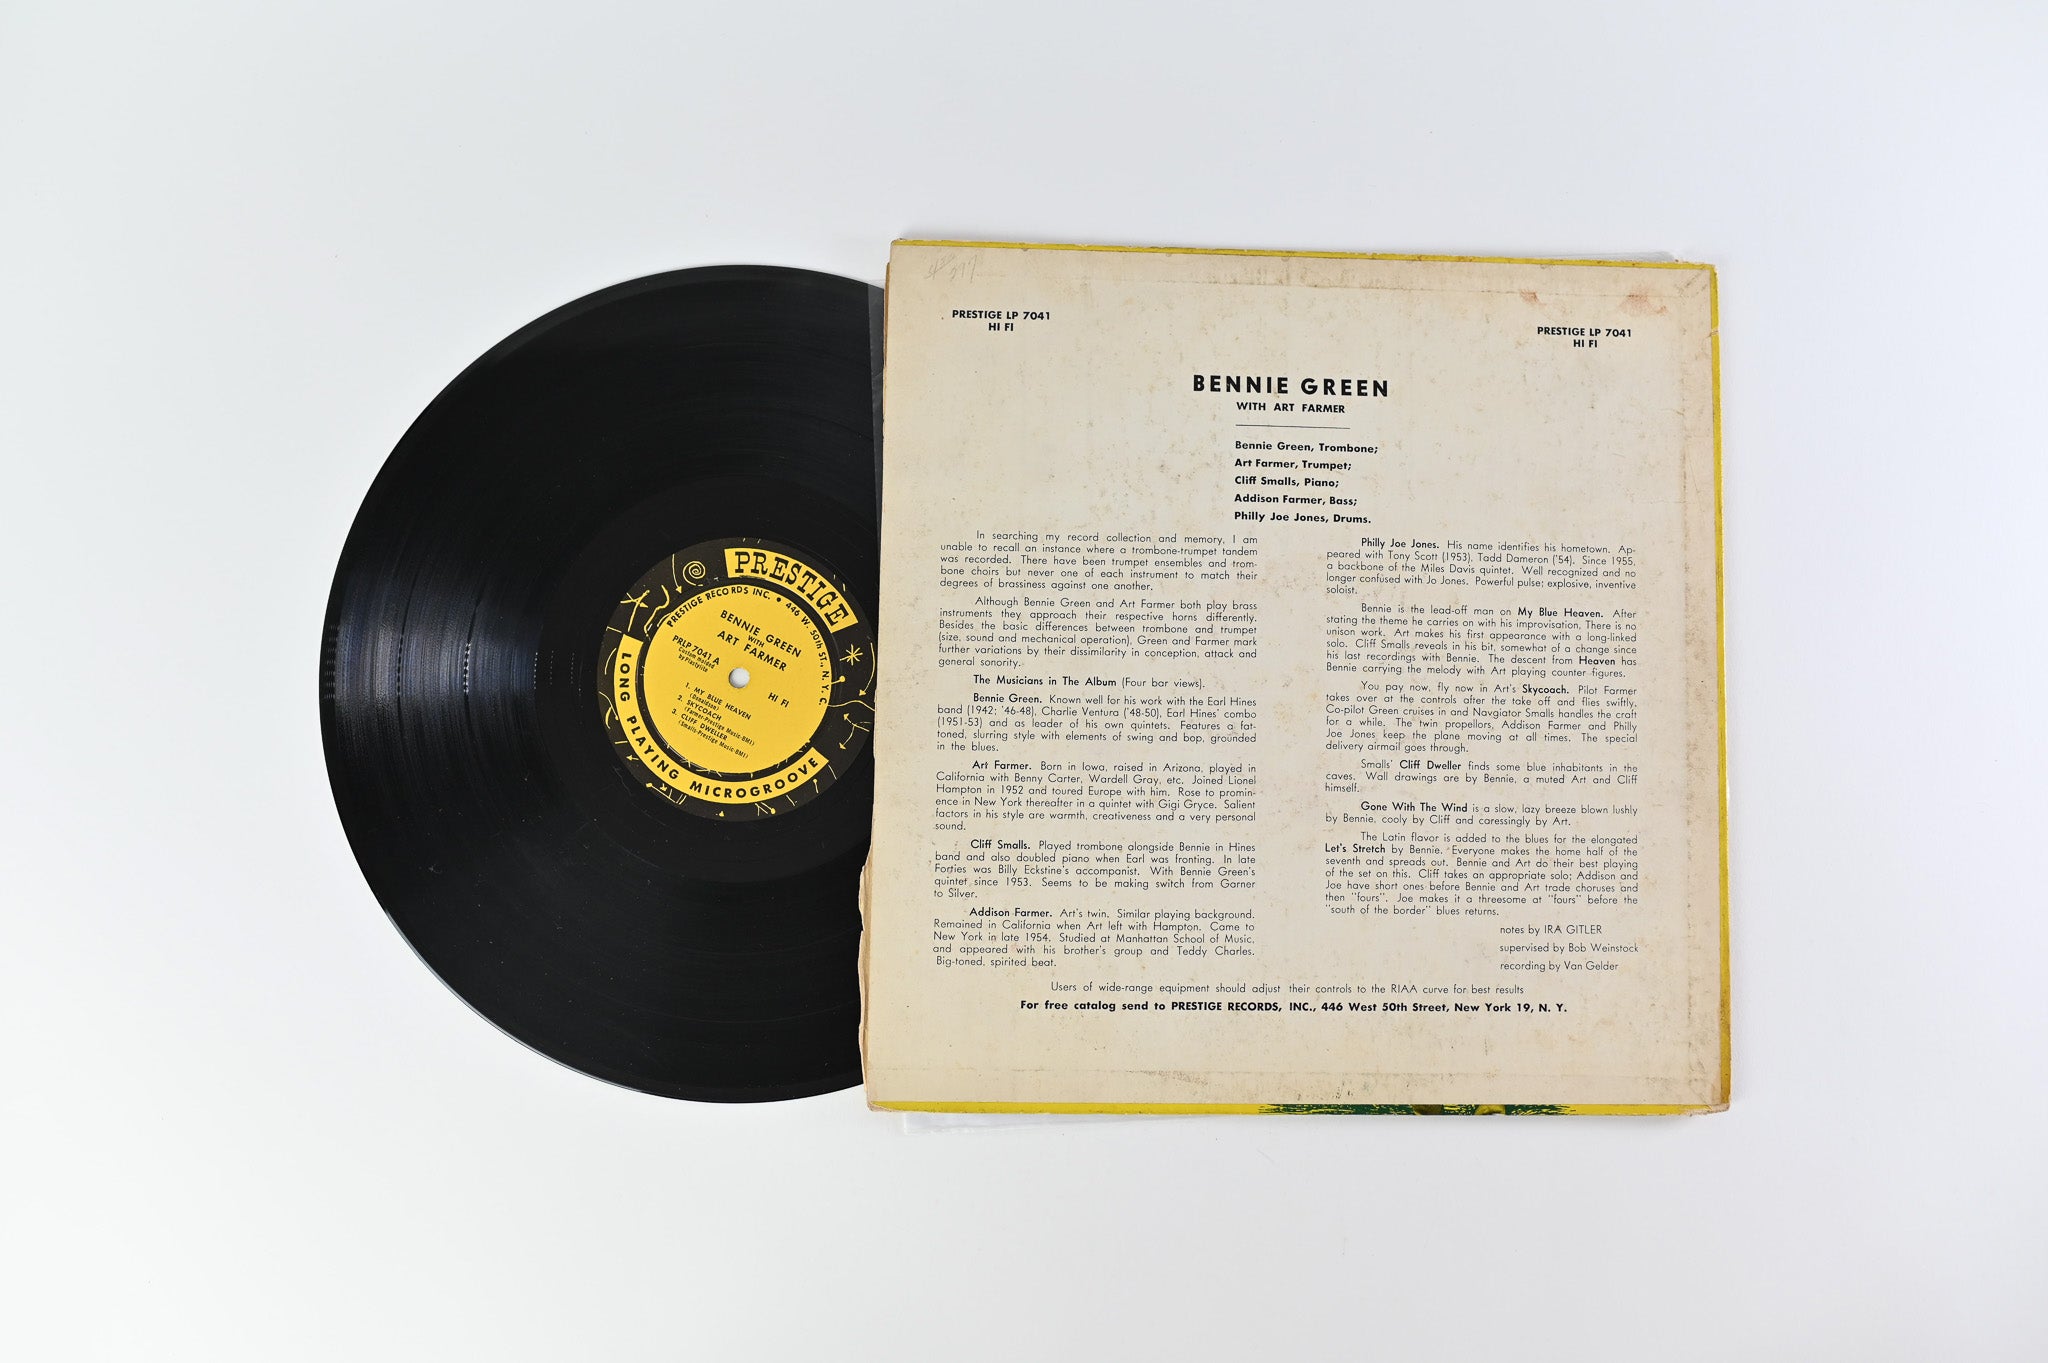 PRESTIGE
PRESTIGE RECORDS INC. • 446 W. 50th ST., N. Y. C.
BENNIE GREEN
WITH
ART FARMER
PRLP 7041 A
Custom molded
by Plastylite
HI FI
1. MY BLUE HEAVEN
(Donaldson)
2. SKYCOACH
(Farmer-Prestige Music-BMI)
3. CLIFF DWELLER
(Smalls-Prestige Music-BMI)
LONG PLAYING MICROGROOVE
PRESTIGE LP 7041
HI FI
PRESTIGE LP 7041
HI FI
BENNIE GREEN
WITH ART FARMER
Bennie Green, Trombone;
Art Farmer, Trumpet;
Cliff Smalls, Piano;
Addison Farmer, Bass;
Philly Joe Jones, Drums.
In searching my record collection and memory, I am
unable to recall an instance where a trombone-trumpet tandem
was recorded. There have been trumpet ensembles and trom-
bone choirs but never one of each instrument to match their
degrees of brassiness against one another.
Although Bennie Green and Art Farmer both play brass
instruments they approach their respective horns differently.
Besides the basic differences between trombone and trumpet
(size, sound and mechanical operation), Green and Farmer mark
further variations by their dissimilarity in conception, attack and
general sonority.
The Musicians in The Album (Four bar views).
Bennie Green. Known well for his work with the Earl Hines
band (1942; '46-48), Charlie Ventura ('48-50), Earl Hines' combo
(1951-53) and as leader of his own quintets. Features a fat-
toned, slurring style with elements of swing and bop, grounded
in the blues.
Art Farmer. Born in Iowa, raised in Arizona, played in
California with Benny Carter, Wardell Gray, etc. Joined Lionel
Hampton in 1952 and toured Europe with him. Rose to promin-
ence in New York thereafter in a quintet with Gigi Gryce. Salient
factors in his style are warmth, creativeness and a very personal
sound.
Cliff Smalls. Played trombone alongside Bennie in Hines
band and also doubled piano when Earl was fronting. In late
Forties was Billy Eckstine's accompanist. With Bennie Green's
quintet since 1953. Seems to be making switch from Garner
to Silver.
Addison Farmer. Art's twin. Similar playing background.
Remained in California when Art left with Hampton. Came to
New York in late 1954. Studied at Manhattan School of Music,
and appeared with his brother's group and Teddy Charles.
Big-toned, spirited beat.
Philly Joe Jones. His name identifies his hometown. Ap-
peared with Tony Scott (1953), Tadd Dameron ('54). Since 1955,
a backbone of the Miles Davis quintet. Well recognized and no
longer confused with Jo Jones. Powerful pulse; explosive, inventive
soloist.
Bennie is the lead-off man on My Blue Heaven. After
stating the theme he carries on with his improvisation, There is no
unison work. Art makes his first appearance with a long-linked
solo. Cliff Smalls reveals in his bit, somewhat of a change since
his last recordings with Bennie. The descent from Heaven has
Bennie carrying the melody with Art playing counter figures.
You pay now, fly now in Art's Skycoach. Pilot Farmer
takes over at the controls after the take off and flies swiftly.
Co-pilot Green cruises in and Navgiator Smalls handles the craft
for a while. The twin propellors, Addison Farmer and Philly
Joe Jones keep the plane moving at all times. The special
delivery airmail goes through.
Smalls' Cliff Dweller finds some blue inhabitants in the
caves. Wall drawings are by Bennie, a muted Art and Cliff
himself.
Gone With The Wind is a slow, lazy breeze blown lushly
by Bennie, cooly by Cliff and caressingly by Art.
The Latin flavor is added to the blues for the elongated
Let's Stretch by Bennie. Everyone makes the home half of the
seventh and spreads out. Bennie and Art do their best playing
of the set on this. Cliff takes an appropriate solo; Addison and
Joe have short ones before Bennie and Art trade choruses and
then "fours". Joe makes it a threesome at "fours" before the
"south of the border" blues returns.
notes by IRA GITLER
supervised by Bob Weinstock
recording by Van Gelder
Users of wide-range equipment should adjust their controls to the RIAA curve for best results
For free catalog send to PRESTIGE RECORDS, INC., 446 West 50th Street, New York 19, N. Y.